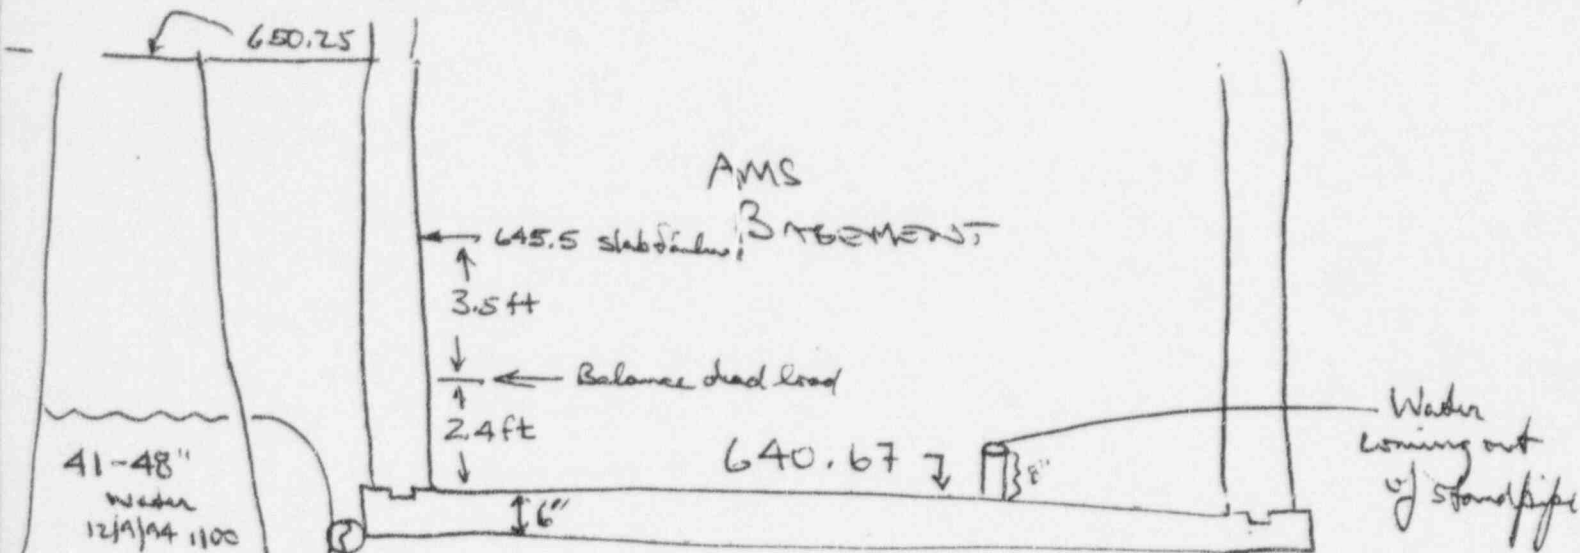 650.25
AMS
BASEMENT
645.5 slab
3.5 ft
Balance dead load
2.4 ft
640.67
8"
Water
coming out
of standpipe
41-48"
water
12/9/94 1100
6"